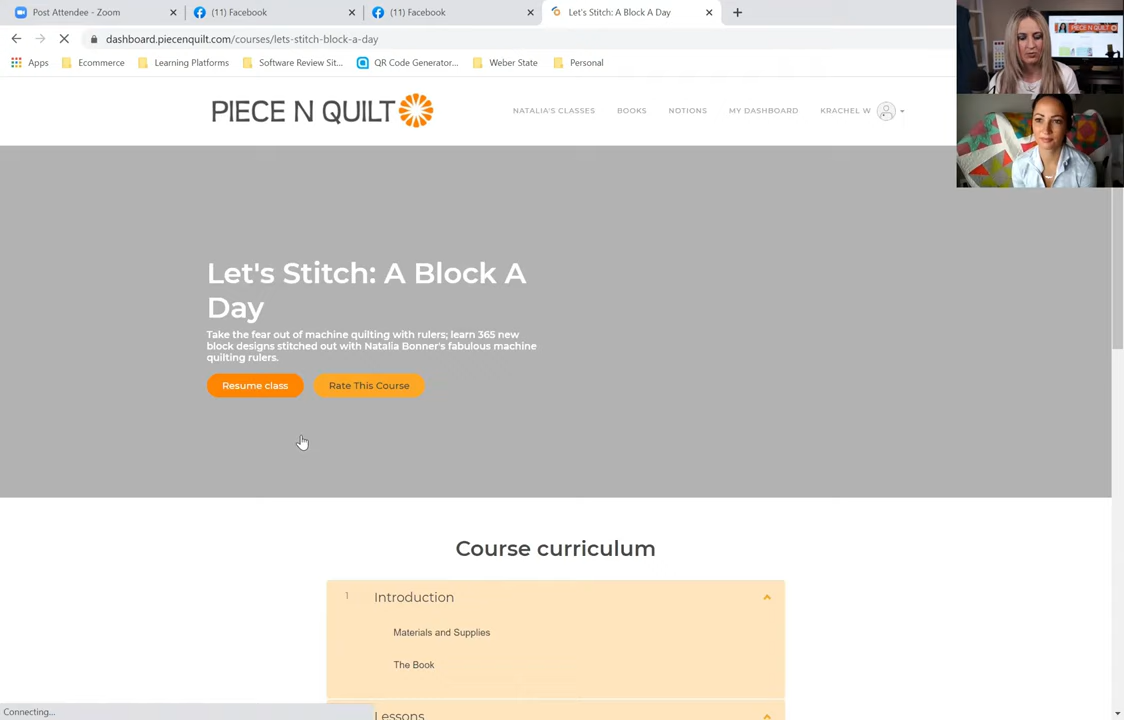 Post Attendee - Zoom
(11) Facebook
(11) Facebook
Let's Stitch: A Block A Day
dashboard.piecenquilt.com/courses/lets-stitch-block-a-day
Apps
Ecommerce
Learning Platforms
Software Review Sit...
QR Code Generator...
Weber State
Personal
PIECE N QUILT
NATALIA'S CLASSES
BOOKS
NOTIONS
MY DASHBOARD
KRACHEL W
Let's Stitch: A Block A
Day
Take the fear out of machine quilting with rulers; learn 365 new
block designs stitched out with Natalia Bonner's fabulous machine
quilting rulers.
Resume class
Rate This Course
Course curriculum
1 Introduction
Materials and Supplies
The Book
Lessons
Connecting...